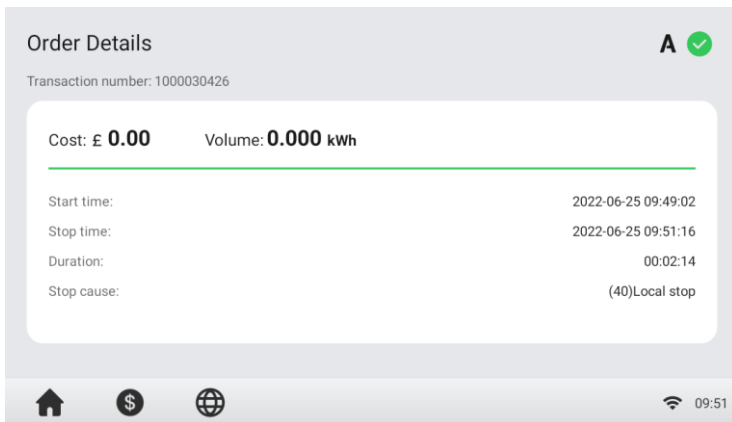 Order Details
A
Transaction number: 1000030426
Cost: £ 0.00 Volume: 0.000 kWh
Start time: 2022-06-25 09:49:02
Stop time: 2022-06-25 09:51:16
Duration: 00:02:14
Stop cause: (40)Local stop
$ 09:51